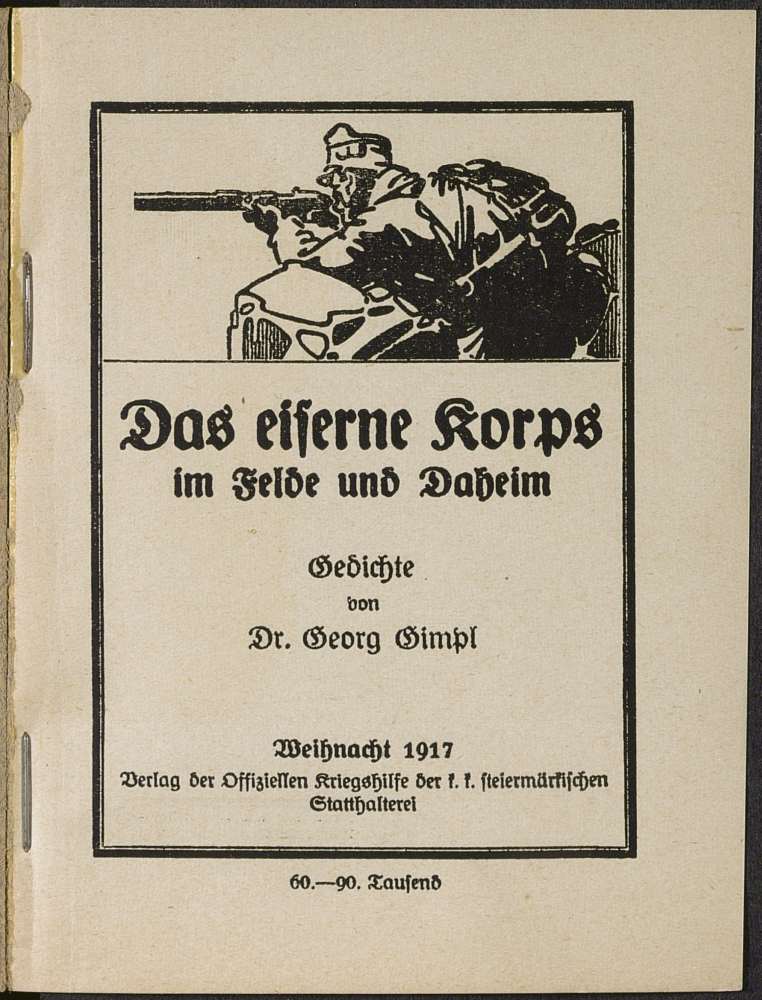 Das eiserne Korps
im Felde und Daheim
Gedichte
von
Dr. Georg Gimpl
Weihnacht 1917
Verlag der Offiziellen Kriegshilfe der k. k. steiermärkischen
Statthalterei
60.—90. Tausend